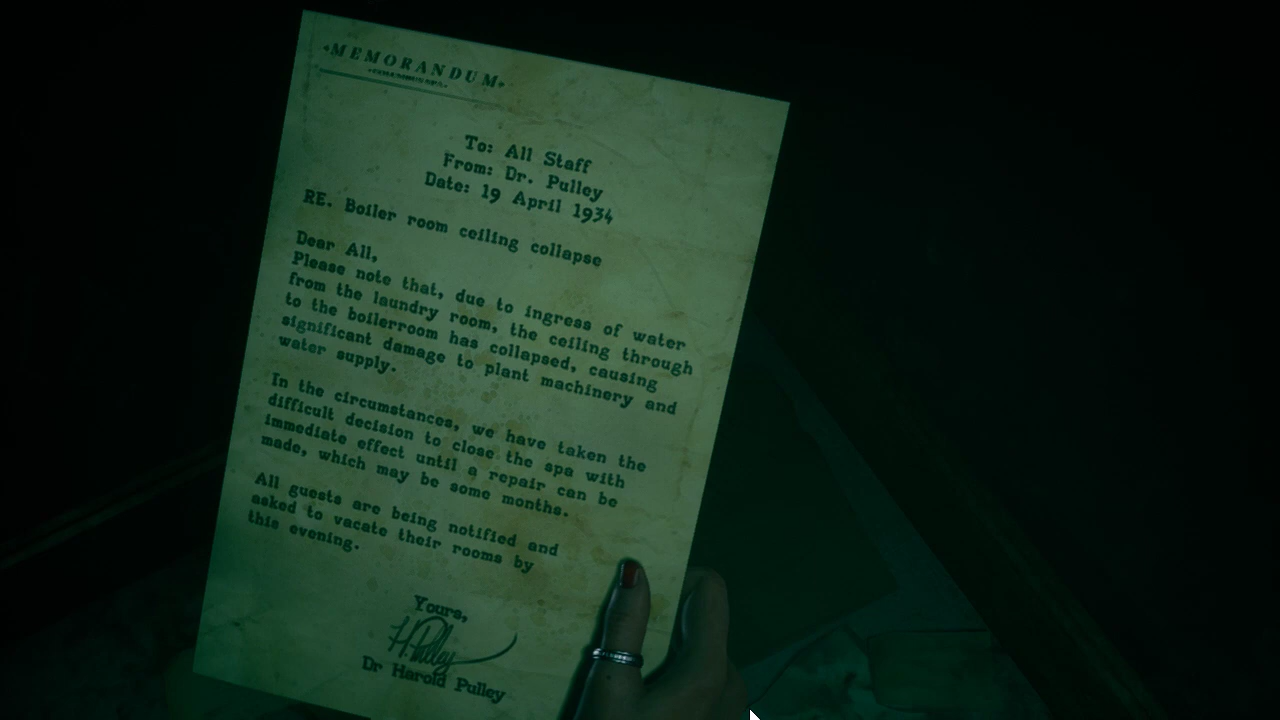 MEMORANDUM
To: All Staff
From: Dr. Pulley
Date: 19 April 1934
RE. Boiler room ceiling collapse
Dear All,
Please note that, due to ingress of water
from the laundry room, the ceiling through
to the boilerroom has collapsed, causing
significant damage to plant machinery and
water supply.
In the circumstances, we have taken the
difficult decision to close the spa with
immediate effect until a repair can be
made, which may be some months.
All guests are being notified and
asked to vacate their rooms by
this evening.
Yours,
H.Pulley
Dr Harold Pulley